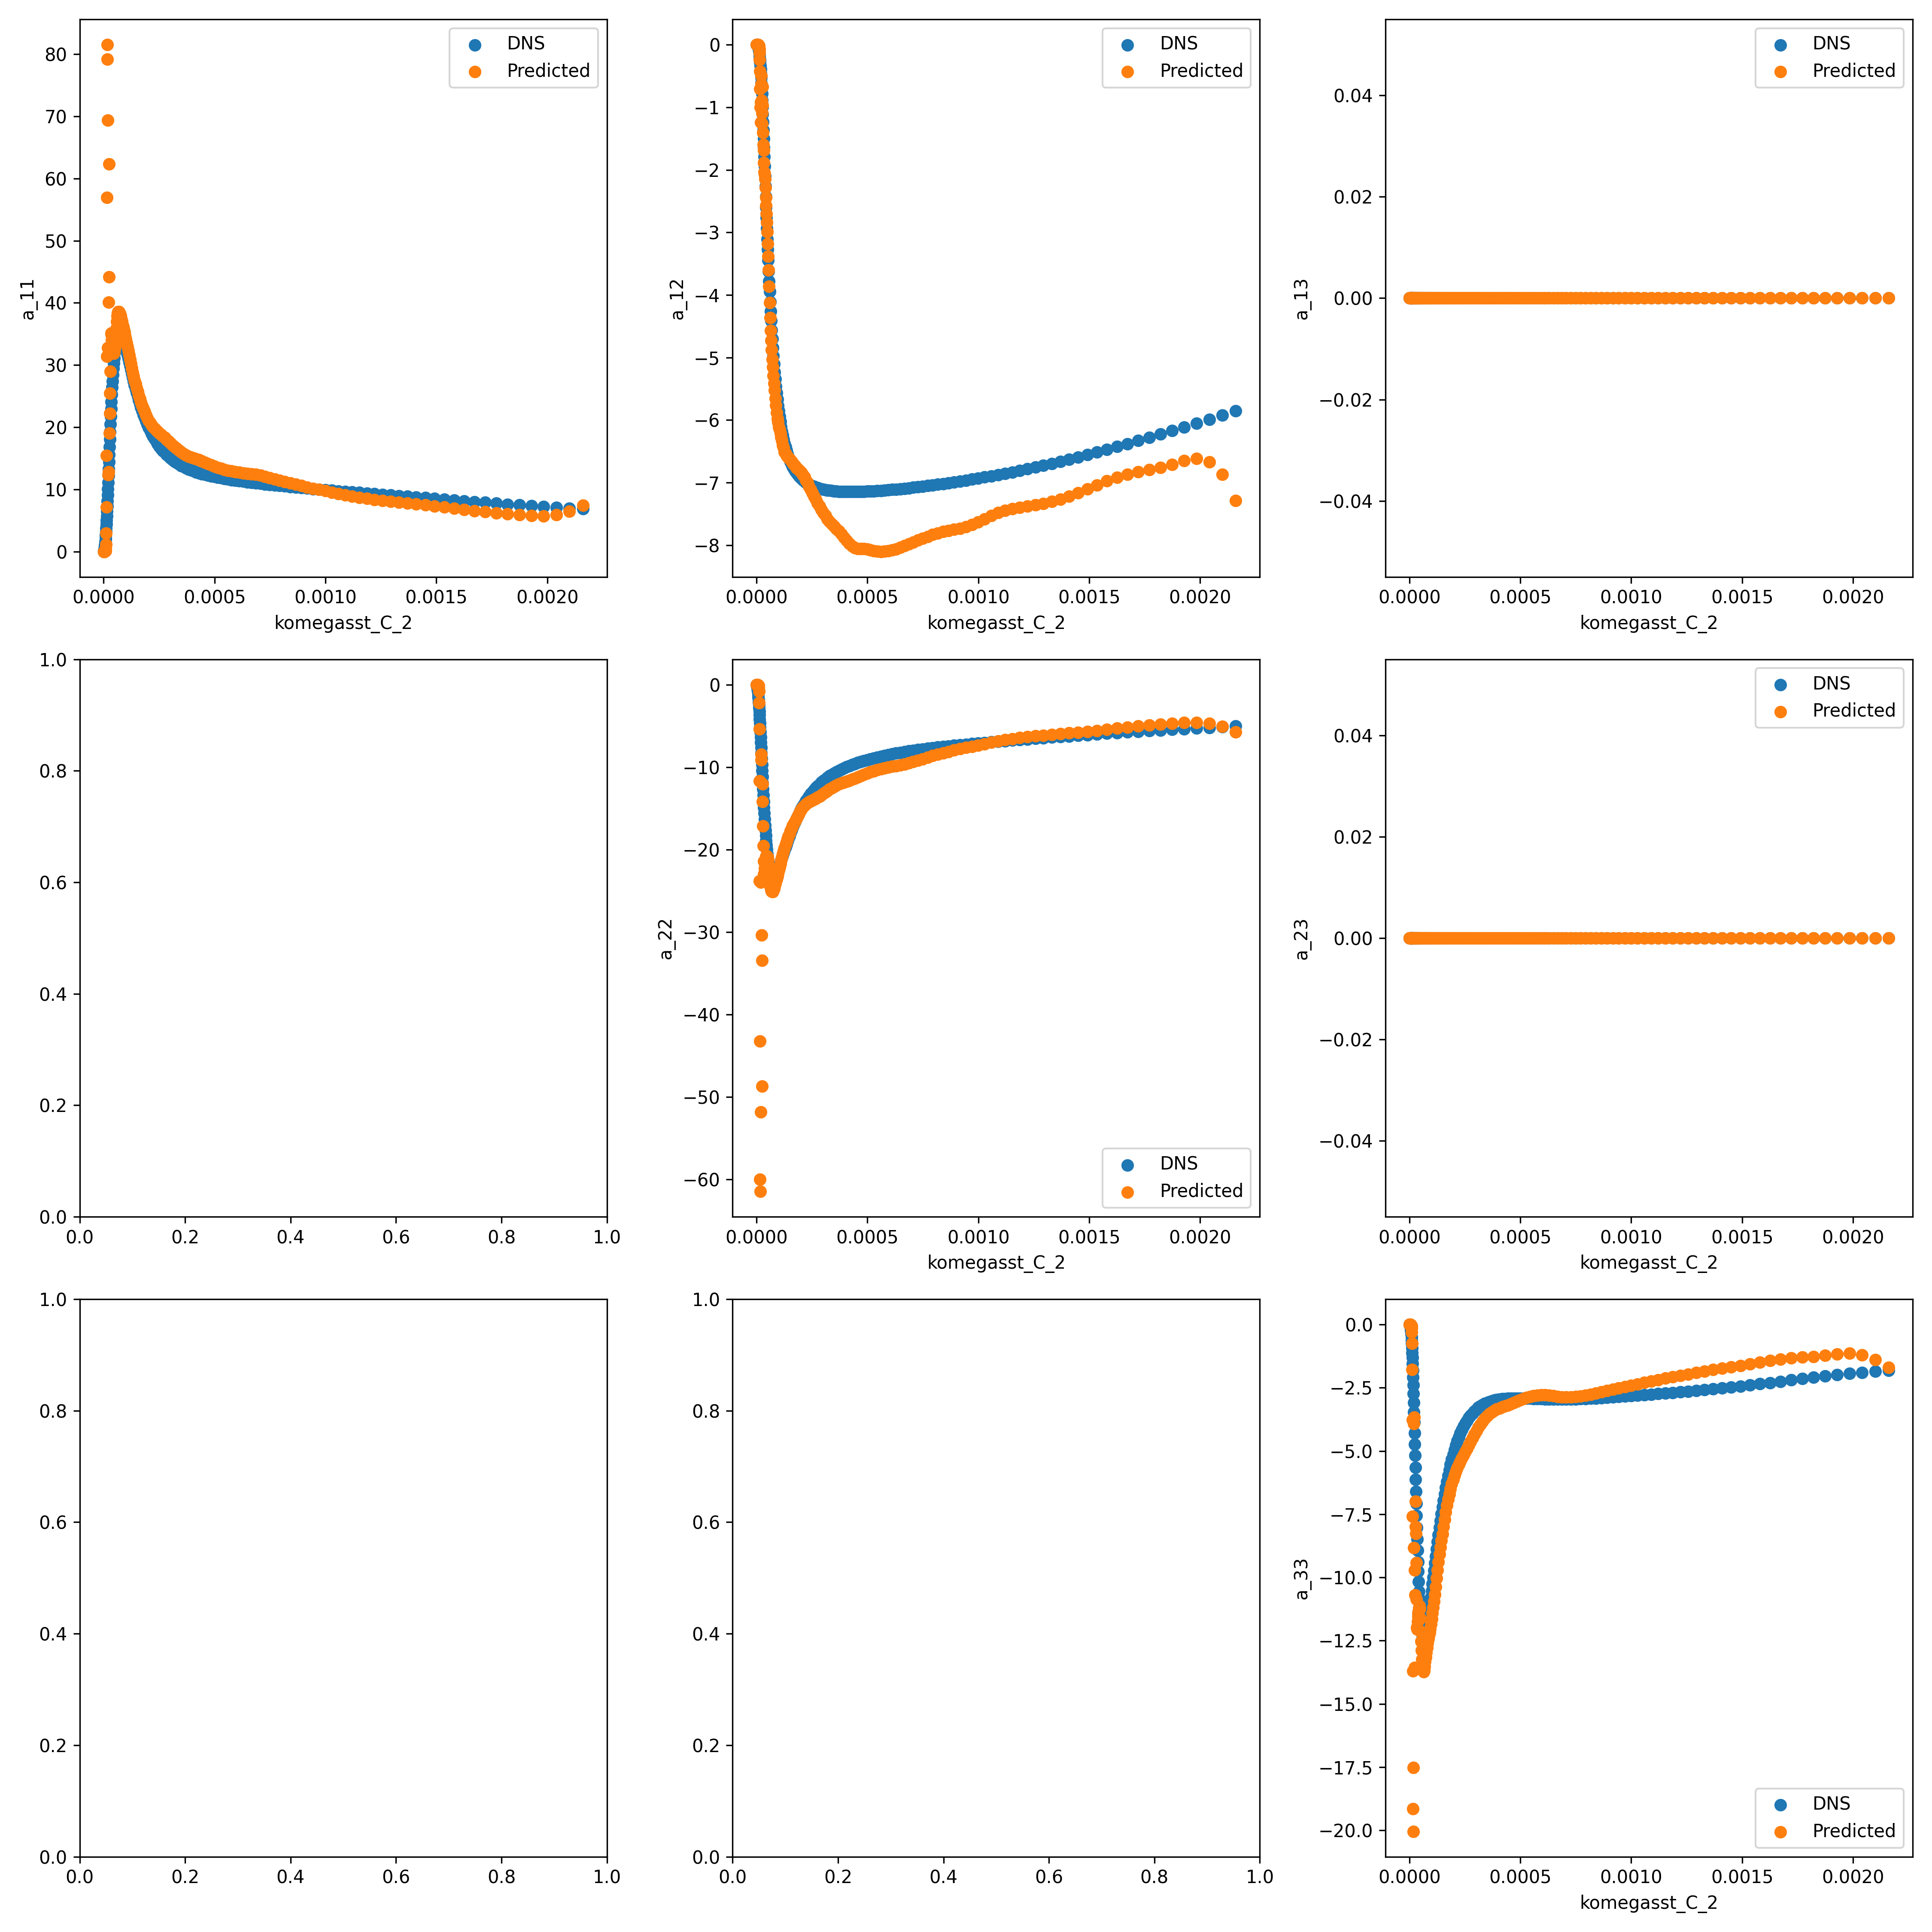 DNS
Predicted
80
70
60
50
40
30
20
10
0
a_11
0.0000 0.0005 0.0010 0.0015 0.0020
komegasst_C_2
DNS
Predicted
0
−1
−2
−3
−4
−5
−6
−7
−8
a_12
0.0000 0.0005 0.0010 0.0015 0.0020
komegasst_C_2
DNS
Predicted
0.04
0.02
0.00
−0.02
−0.04
a_13
0.0000 0.0005 0.0010 0.0015 0.0020
komegasst_C_2
1.0
0.8
0.6
0.4
0.2
0.0
0.0 0.2 0.4 0.6 0.8 1.0
0
−10
−20
−30
−40
−50
−60
a_22
DNS
Predicted
0.0000 0.0005 0.0010 0.0015 0.0020
komegasst_C_2
DNS
Predicted
0.04
0.02
0.00
−0.02
−0.04
a_23
0.0000 0.0005 0.0010 0.0015 0.0020
komegasst_C_2
1.0
0.8
0.6
0.4
0.2
0.0
0.0 0.2 0.4 0.6 0.8 1.0
1.0
0.8
0.6
0.4
0.2
0.0
0.0 0.2 0.4 0.6 0.8 1.0
0.0
−2.5
−5.0
−7.5
−10.0
−12.5
−15.0
−17.5
−20.0
a_33
DNS
Predicted
0.0000 0.0005 0.0010 0.0015 0.0020
komegasst_C_2